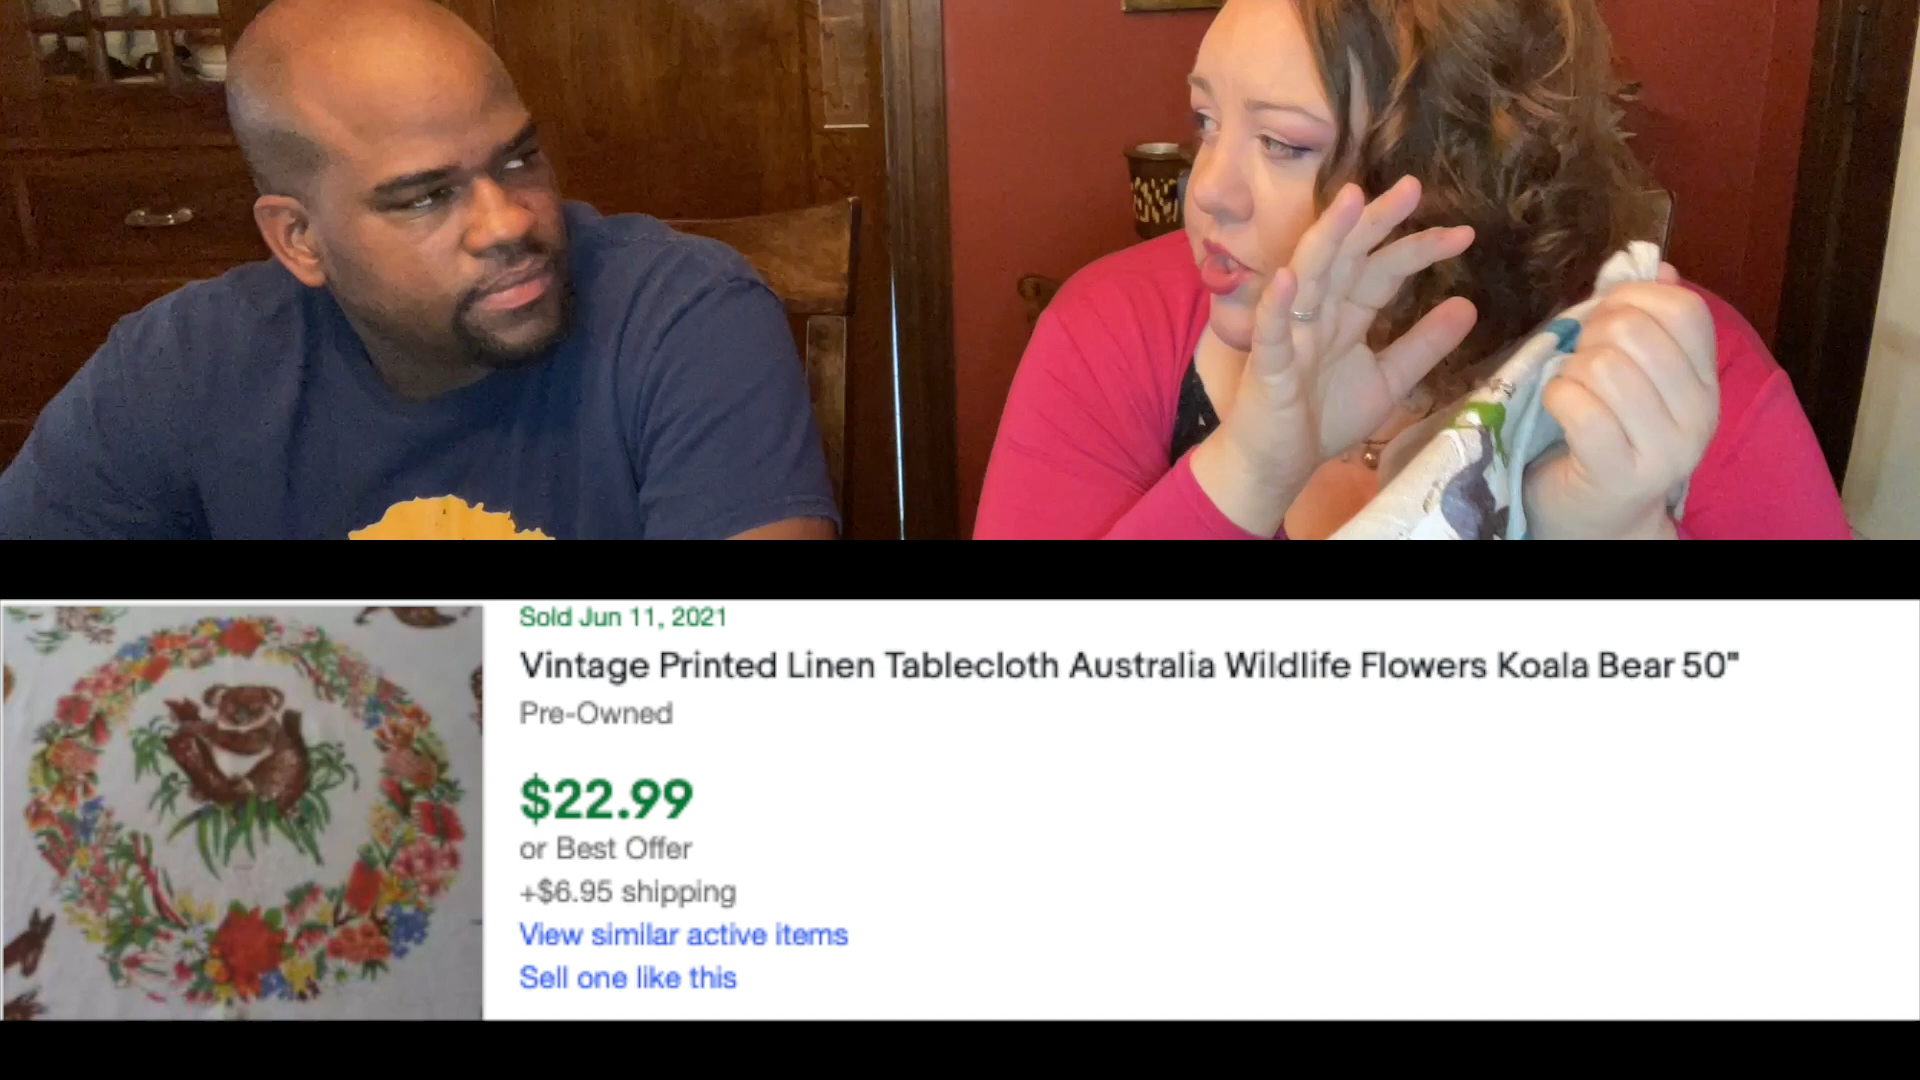 Sold Jun 11, 2021
Vintage Printed Linen Tablecloth Australia Wildlife Flowers Koala Bear 50"
Pre-Owned
$22.99
or Best Offer
+$6.95 shipping
View similar active items
Sell one like this